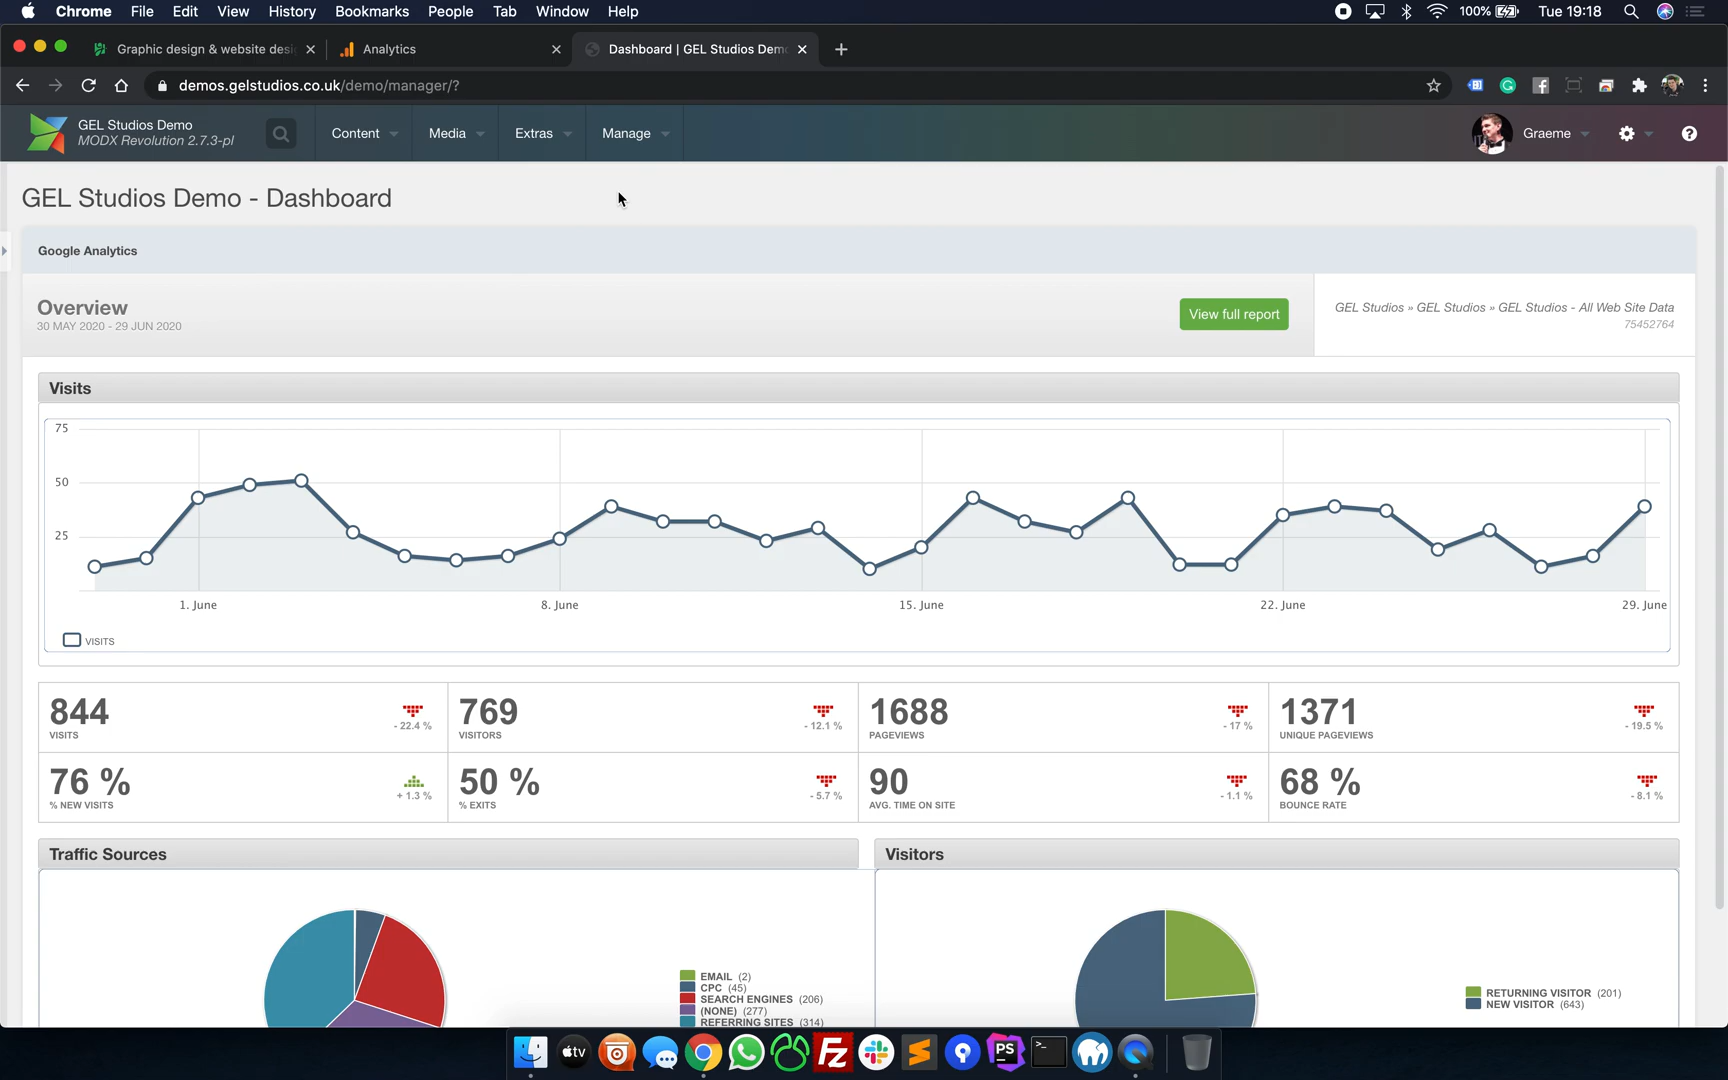 Chrome File Edit View History Bookmarks People Tab Window Help
100% Tue 19:18
Graphic design & website desi
Analytics
Dashboard | GEL Studios Dem
demos.gelstudios.co.uk/demo/manager/?
GEL Studios Demo
MODX Revolution 2.7.3-pl
Content
Media
Extras
Manage
Graeme
GEL Studios Demo - Dashboard
Google Analytics
Overview
30 MAY 2020 - 29 JUN 2020
View full report
GEL Studios » GEL Studios » GEL Studios - All Web Site Data
75452764
Visits
75
50
25
1. June
8. June
15. June
22. June
29. June
VISITS
844
VISITS
- 22.4 %
769
VISITORS
- 12.1 %
1688
PAGEVIEWS
- 17 %
1371
UNIQUE PAGEVIEWS
- 19.5 %
76 %
% NEW VISITS
+ 1.3 %
50 %
% EXITS
- 5.7 %
90
AVG. TIME ON SITE
- 1.1 %
68 %
BOUNCE RATE
- 8.1 %
Traffic Sources
Visitors
EMAIL (2)
CPC (45)
SEARCH ENGINES (206)
(NONE) (277)
REFERRING SITES (314)
RETURNING VISITOR (201)
NEW VISITOR (643)
tv
Fz
PS